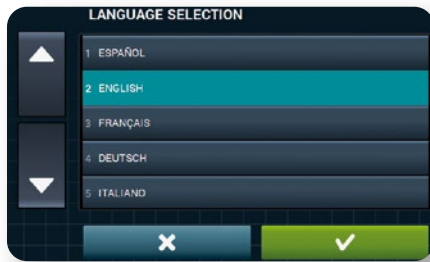 LANGUAGE SELECTION
1 ESPAÑOL
2 ENGLISH
3 FRANÇAIS
4 DEUTSCH
5 ITALIANO